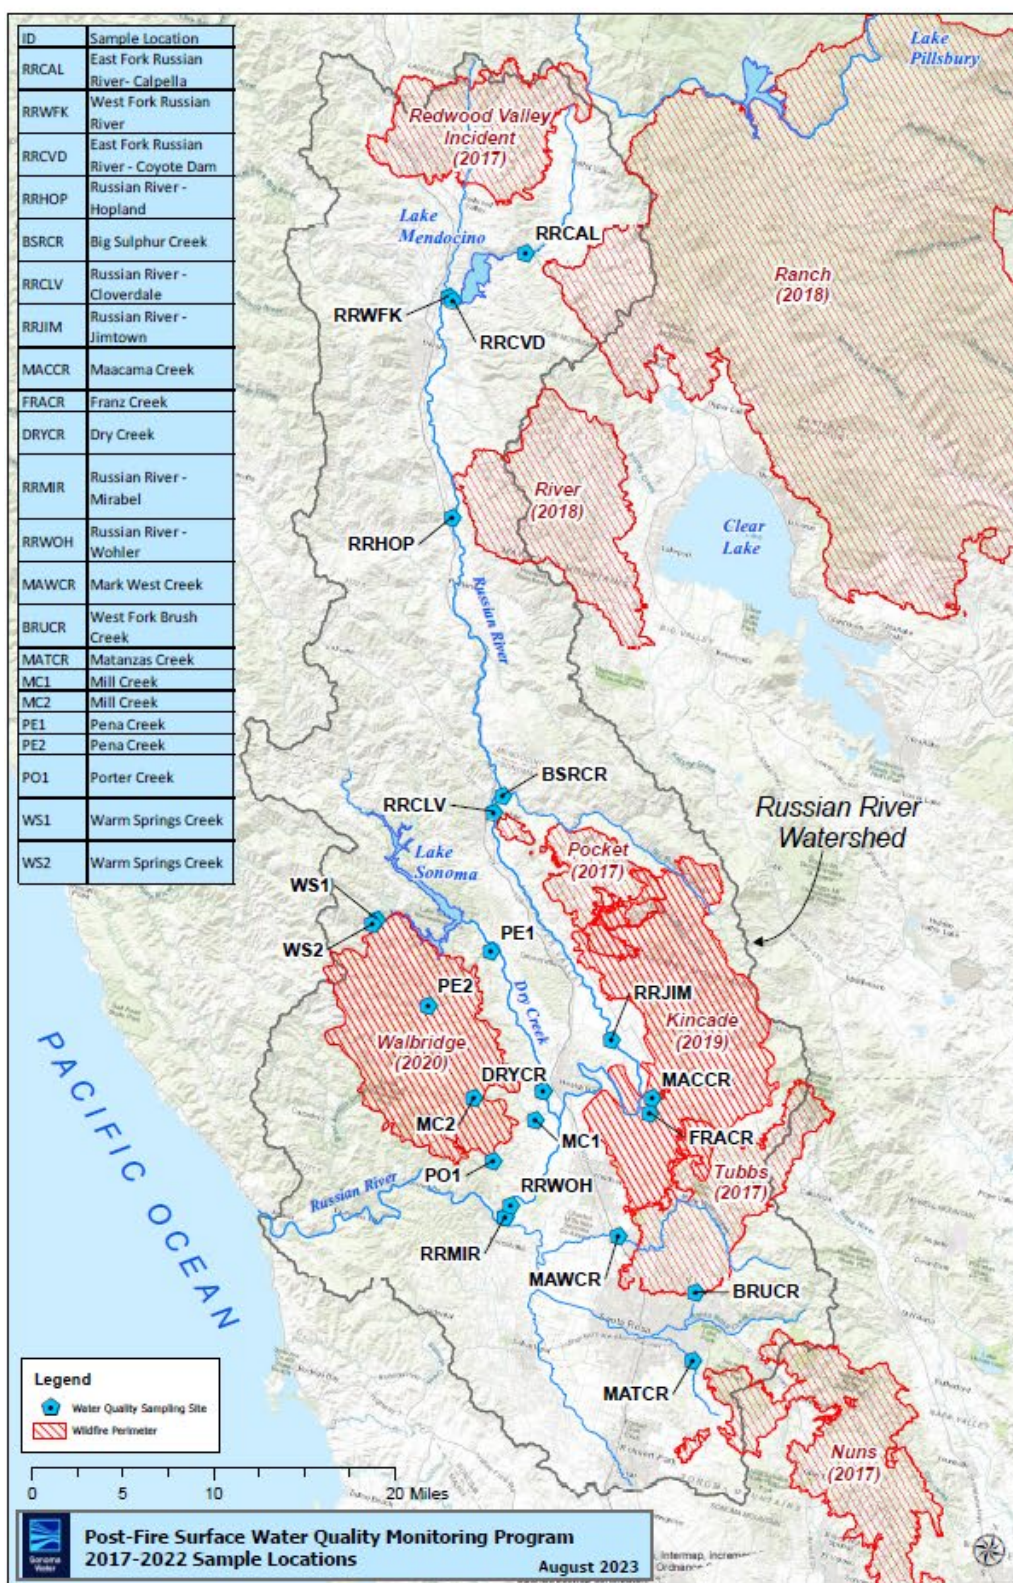 ID Sample Location
RRCAL East Fork Russian
River- Calpella
RRWFK West Fork Russian
River
RRCVD East Fork Russian
River - Coyote Dam
RRHOP Russian River -
Hopland
BSRCR Big Sulphur Creek
RRCLV Russian River -
Cloverdale
RRJIM Russian River -
Jimtown
MACCR Maacama Creek
FRACR Franz Creek
DRYCR Dry Creek
RRMIR Russian River -
Mirabel
RRWOH Russian River -
Wohler
MAWCR Mark West Creek
BRUCR West Fork Brush
Creek
MATCR Matanzas Creek
MC1 Mill Creek
MC2 Mill Creek
PE1 Pena Creek
PE2 Pena Creek
PO1 Porter Creek
WS1 Warm Springs Creek
WS2 Warm Springs Creek
Lake
Pillsbury
Redwood Valley
Incident
(2017)
Lake
Mendocino
RRCAL
Ranch
(2018)
RRWFK
RRCVD
River
(2018)
RRHOP
Clear
Lake
Russian River
BSRCR
RRCLV
Russian River
Watershed
Pocket
(2017)
Lake
Sonoma
WS1
WS2
PE1
PE2
Dry Creek
RRJIM
Kincade
(2019)
Walbridge
(2020)
DRYCR
MACCR
MC2
MC1
FRACR
PO1
Tubbs
(2017)
RRWOH
Russian River
RRMIR
MAWCR
BRUCR
PACIFIC OCEAN
MATCR
Nuns
(2017)
Legend
Water Quality Sampling Site
Wildfire Perimeter
0 5 10 20 Miles
Sonoma
Water
Post-Fire Surface Water Quality Monitoring Program
2017-2022 Sample Locations
August 2023